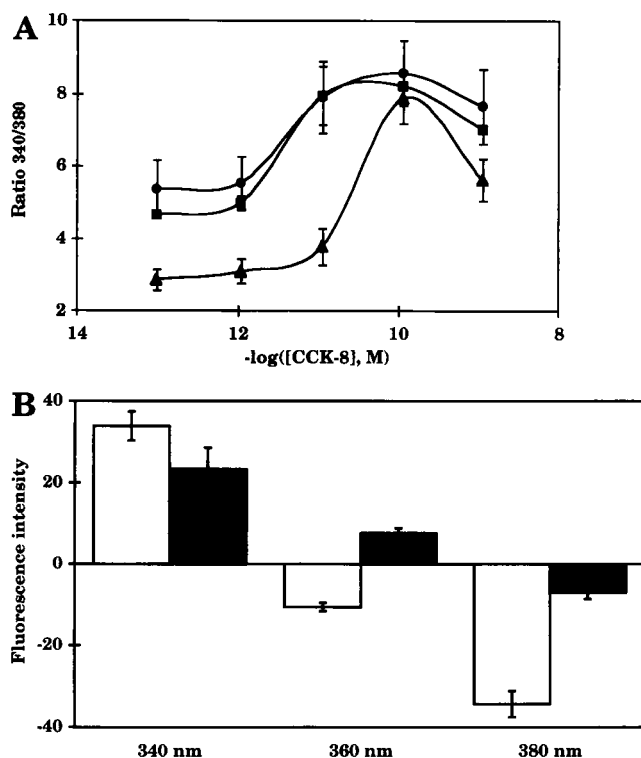 A
10
8
6
4
2
Ratio 340/380
14
12
10
8
-log([CCK-8], M)
B
40
20
0
-20
-40
Fluorescence intensity
340 nm
360 nm
380 nm